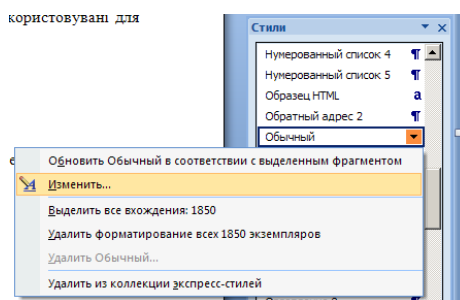 користовувані для
Стили
Нумерованный список 4 ¶
Нумерованный список 5 ¶
Образец HTML a
Обратный адрес 2 ¶
Обычный
Обновить Обычный в соответствии с выделенным фрагментом
Изменить...
Выделить все вхождения: 1850
Удалить форматирование всех 1850 экземпляров
Удалить Обычный...
Удалить из коллекции экспресс-стилей